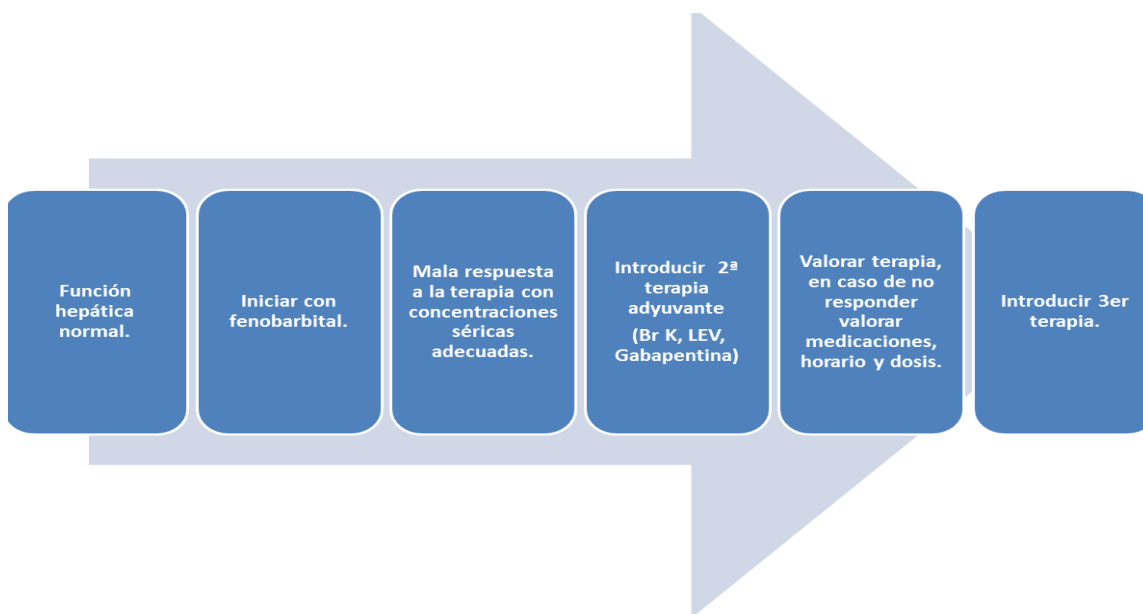 Función
hepática
normal.
Iniciar con
fenobarbital.
Mala respuesta
a la terapia con
concentraciones
séricas
adecuadas.
Introducir 2ª
terapia
adyuvante
(Br K, LEV,
Gabapentina)
Valorar terapia,
en caso de no
responder
valorar
medicaciones,
horario y dosis.
Introducir 3er
terapia.